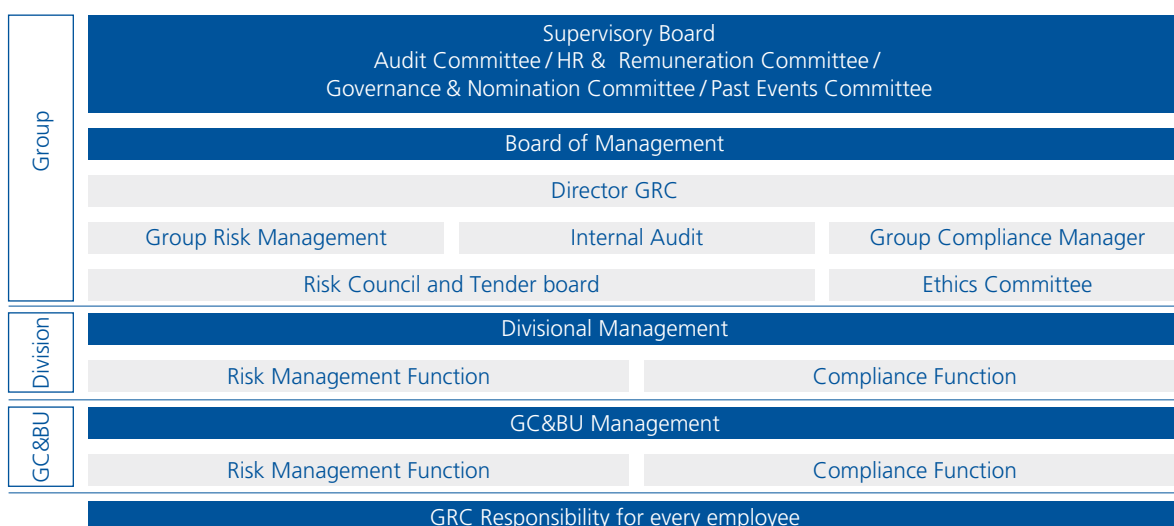 Group
Supervisory Board
Audit Committee / HR & Remuneration Committee /
Governance & Nomination Committee / Past Events Committee
Board of Management
Director GRC
Group Risk Management
Internal Audit
Group Compliance Manager
Risk Council and Tender board
Ethics Committee
Division
Divisional Management
Risk Management Function
Compliance Function
GC&BU
GC&BU Management
Risk Management Function
Compliance Function
GRC Responsibility for every employee